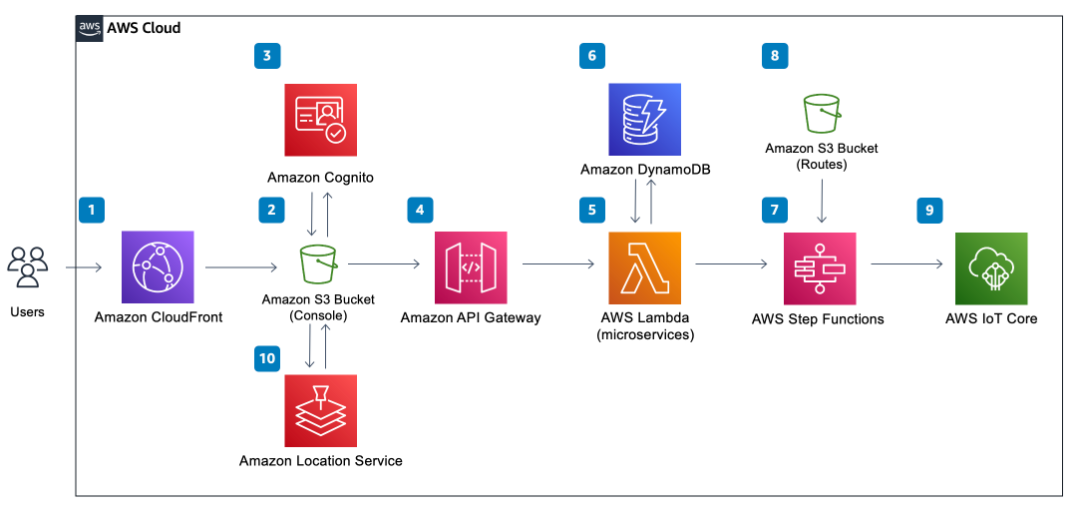 aws AWS Cloud
3
6
8
Amazon Cognito
Amazon DynamoDB
Amazon S3 Bucket
(Routes)
1
2
4
5
7
9
Users
Amazon CloudFront
Amazon S3 Bucket
(Console)
Amazon API Gateway
AWS Lambda
(microservices)
AWS Step Functions
AWS IoT Core
10
Amazon Location Service